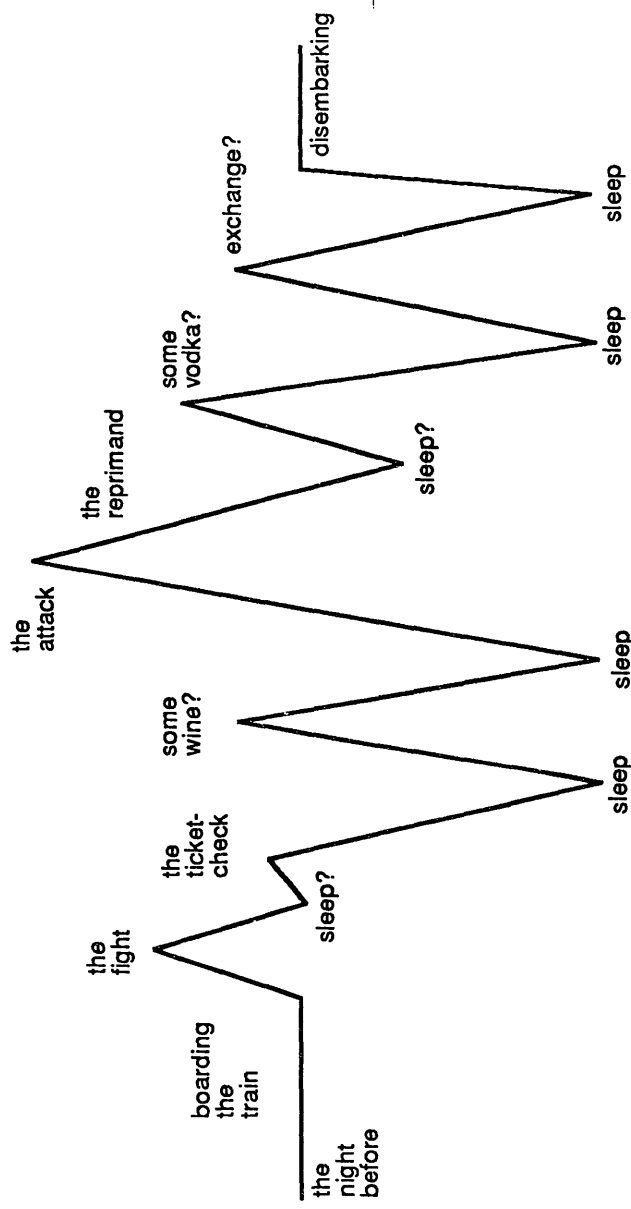 the
night
before
boarding
the
train
the
fight
sleep?
the
ticket-
check
sleep
some
wine?
sleep
the
attack
the
reprimand
sleep?
some
vodka?
sleep
exchange?
sleep
disembarking